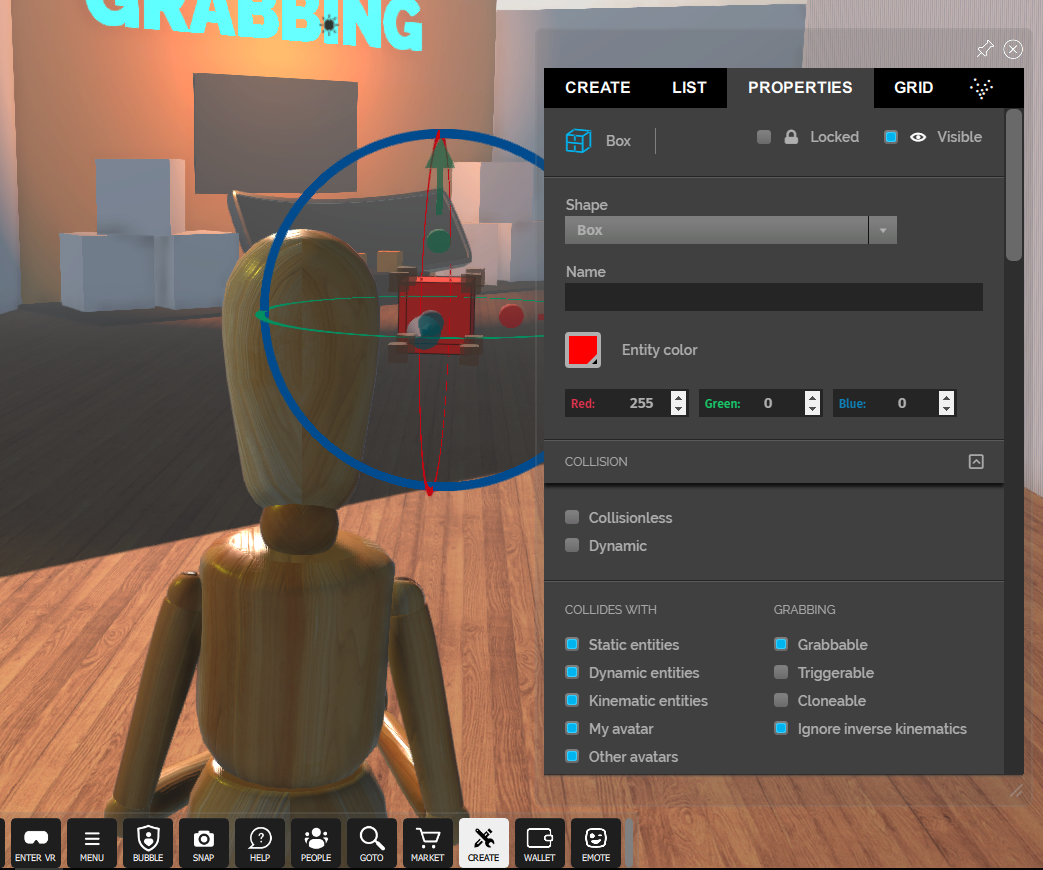 GRABBING
CREATE LIST PROPERTIES GRID
Box Locked Visible
Shape
Box
Name
Entity color
Red: 255 Green: 0 Blue: 0
COLLISION
Collisionless
Dynamic
COLLIDES WITH GRABBING
Static entities Grabbable
Dynamic entities Triggerable
Kinematic entities Cloneable
My avatar Ignore inverse kinematics
Other avatars
ENTER VR MENU BUBBLE SNAP HELP PEOPLE GOTO MARKET CREATE WALLET EMOTE